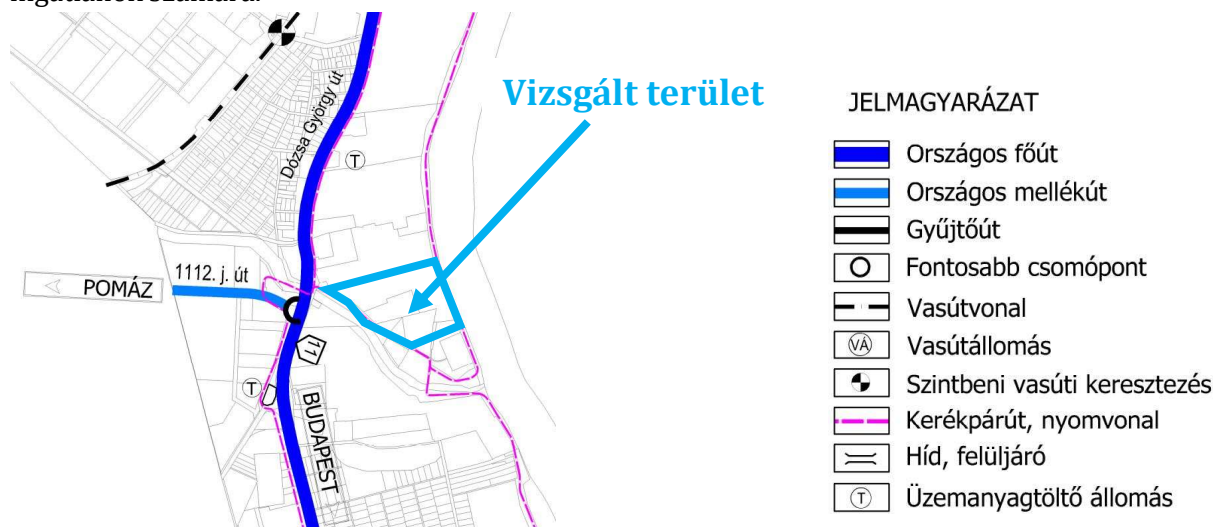 Dózsa György út
T
Vizsgált terület
1112. j. út
POMÁZ
11
T
BUDAPEST
JELMAGYARÁZAT
Országos főút
Országos mellékút
Gyűjtőút
Fontosabb csomópont
Vasútvonal
VÁ Vasútállomás
Szintbeni vasúti keresztezés
Kerékpárút, nyomvonal
Híd, felüljáró
T Üzemanyagtöltő állomás